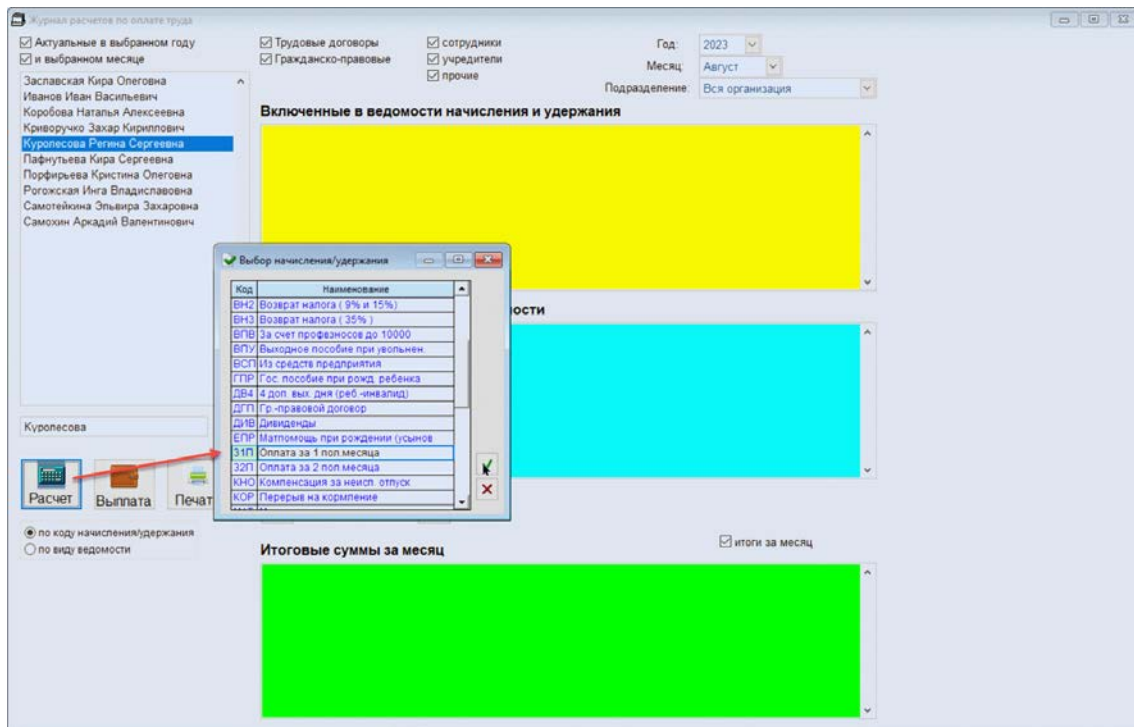 Журнал расчетов по оплате труда
Актуальные в выбранном году
и выбранном месяце
Трудовые договоры
Гражданско-правовые
сотрудники
учредители
прочие
Год: 2023
Месяц: Август
Подразделение: Вся организация
Заславская Кира Олеговна
Иванов Иван Васильевич
Коробова Наталья Алексеевна
Криворучко Захар Кириллович
Куролесова Регина Сергеевна
Пафнутьева Кира Сергеевна
Порфирьева Кристина Олеговна
Рогожская Инга Владиславовна
Самотейкина Эльвира Захаровна
Самохин Аркадий Валентинович
Включенные в ведомости начисления и удержания
Выбор начисления/удержания
Код Наименование
ВН2 Возврат налога ( 9% и 15%)
ВН3 Возврат налога ( 35% )
ВПВ За счет профвзносов до 10000
ВПУ Выходное пособие при увольнен.
ВСП Из средств предприятия
ГПР Гос. пособие при рожд. ребенка
ДВ4 4 доп. вых. дня (реб.-инвалид)
ДГП Гр.-правовой договор
ДИВ Дивиденды
ЕПР Матпомощь при рождении (усынов
З1П Оплата за 1 пол.месяца
З2П Оплата за 2 пол.месяца
КНО Компенсация за неисп. отпуск
КОР Перерыв на кормление
ости
Куролесова
Расчет
Выплата
Печат
по коду начисления/удержания
по виду ведомости
Итоговые суммы за месяц
итоги за месяц